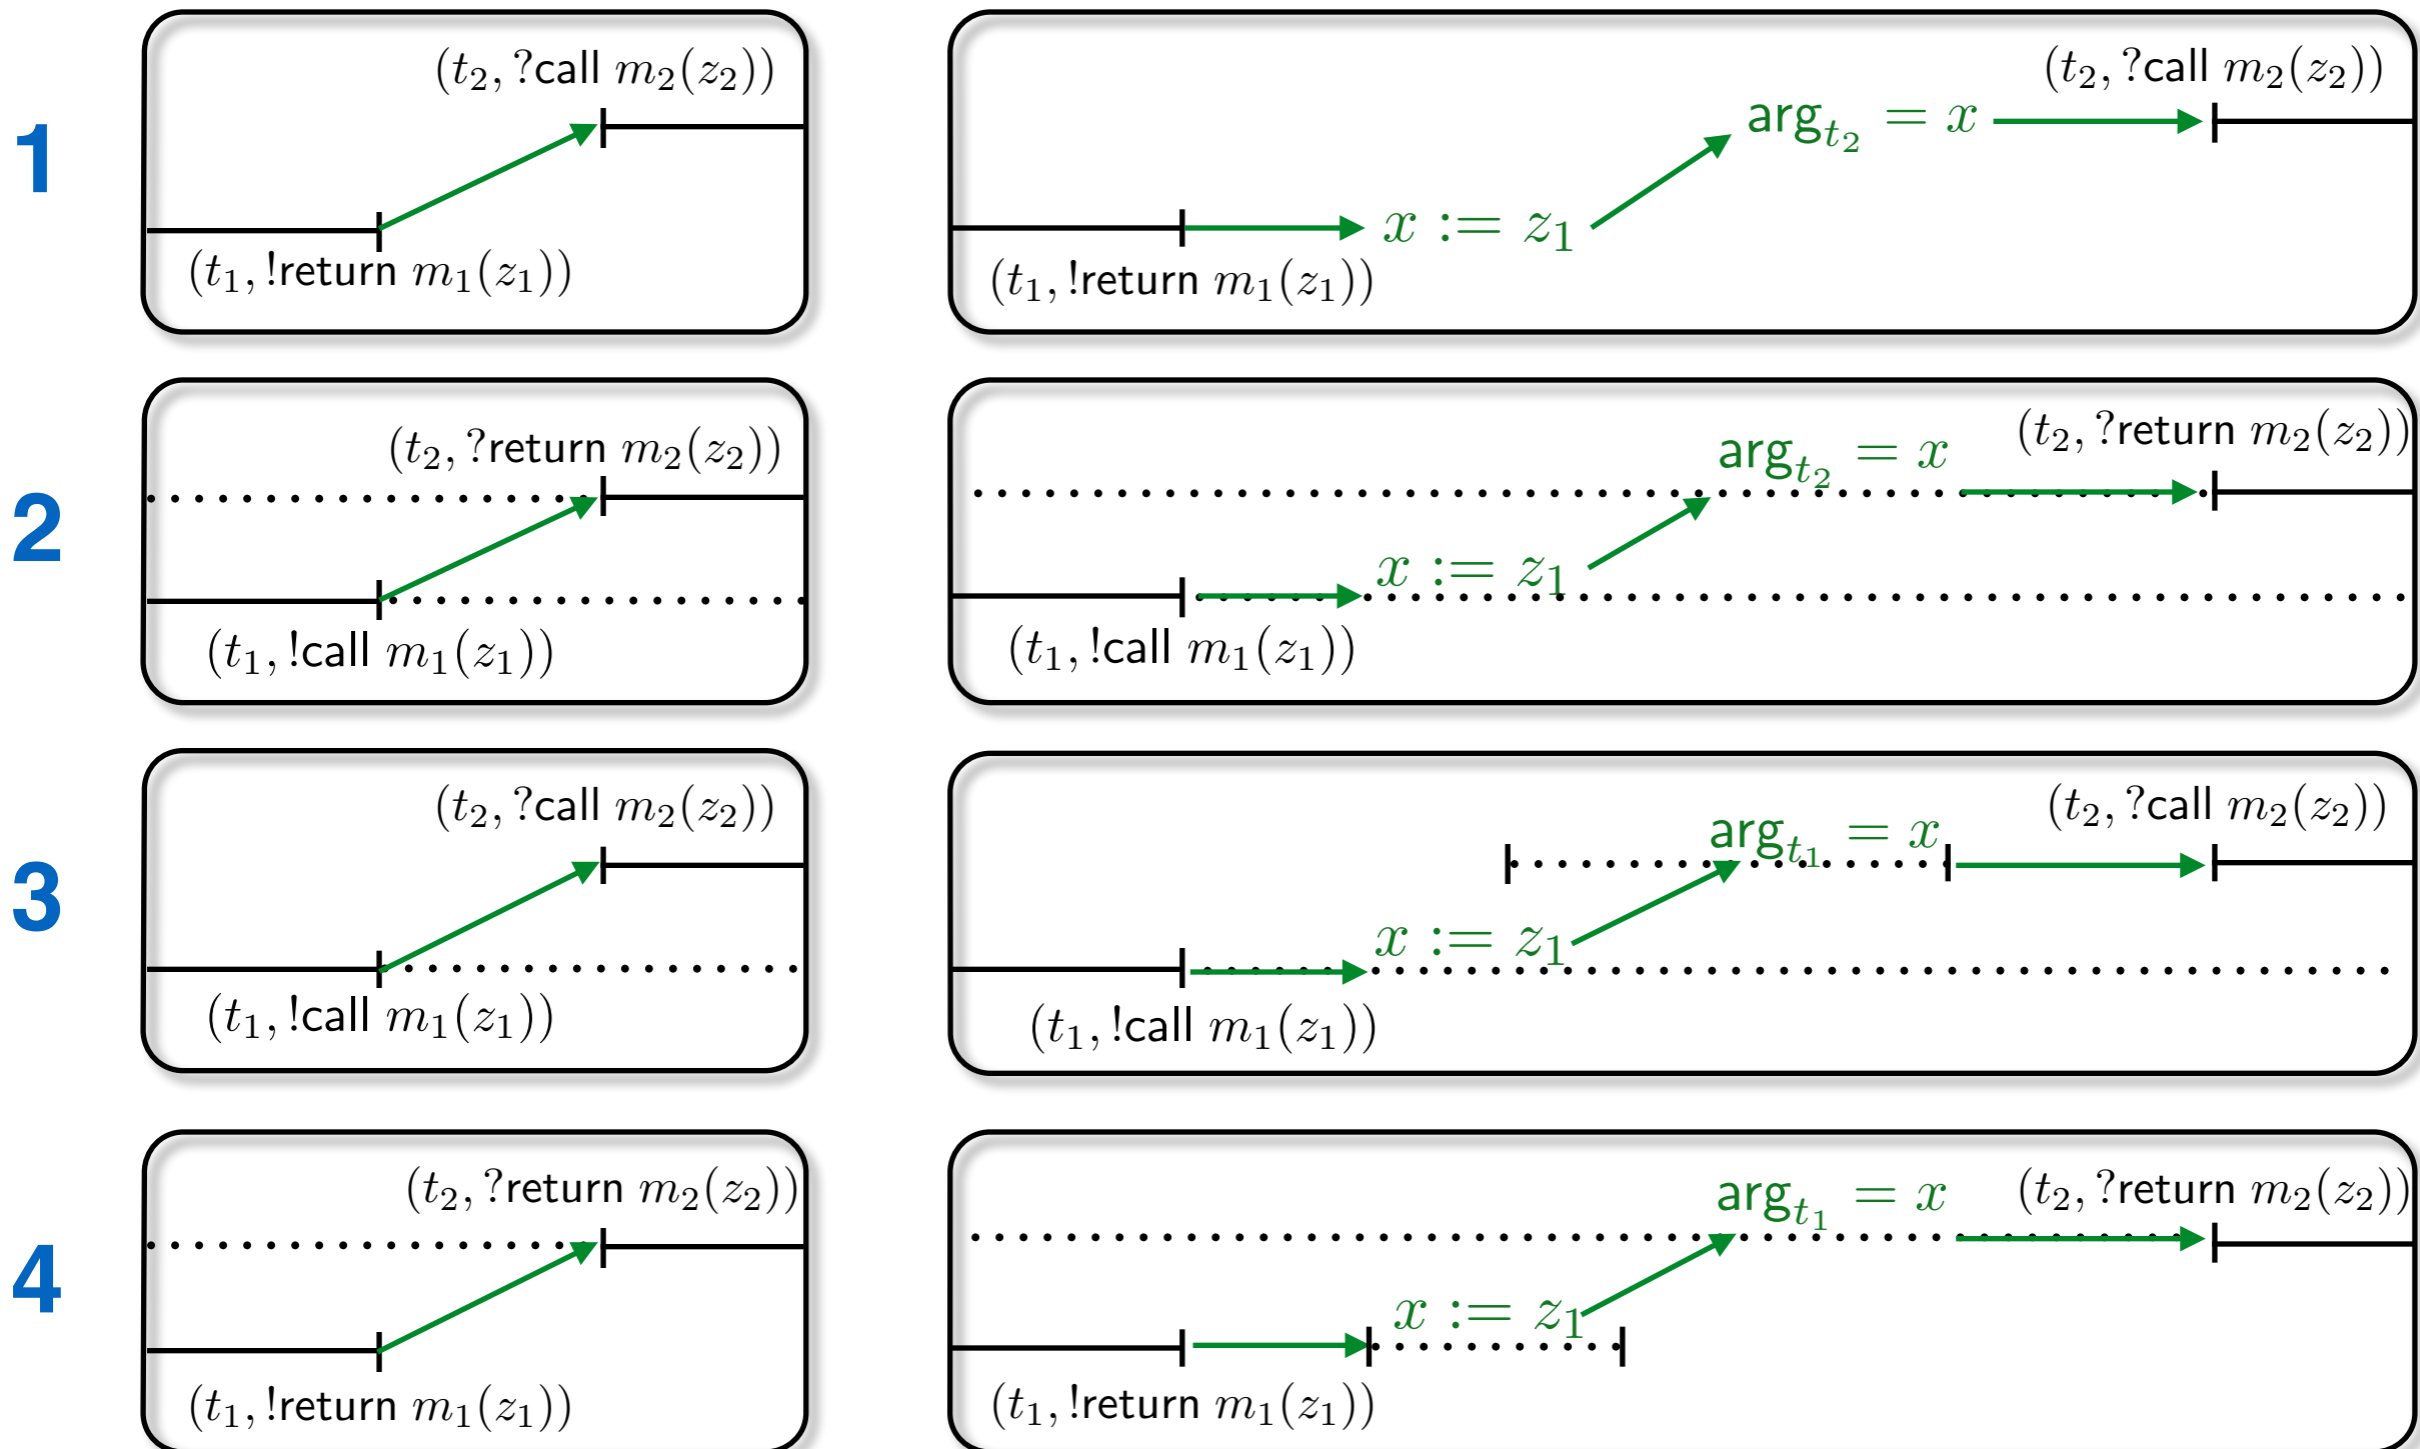 1
(t₂, ?call m₂(z₂))
(t₁, !return m₁(z₁))
(t₂, ?call m₂(z₂))
arg_{t₂} = x
x := z₁
(t₁, !return m₁(z₁))
2
(t₂, ?return m₂(z₂))
(t₁, !call m₁(z₁))
(t₂, ?return m₂(z₂))
arg_{t₂} = x
x := z₁
(t₁, !call m₁(z₁))
3
(t₂, ?call m₂(z₂))
(t₁, !call m₁(z₁))
(t₂, ?call m₂(z₂))
arg_{t₁} = x
x := z₁
(t₁, !call m₁(z₁))
4
(t₂, ?return m₂(z₂))
(t₁, !return m₁(z₁))
(t₂, ?return m₂(z₂))
arg_{t₁} = x
x := z₁
(t₁, !return m₁(z₁))